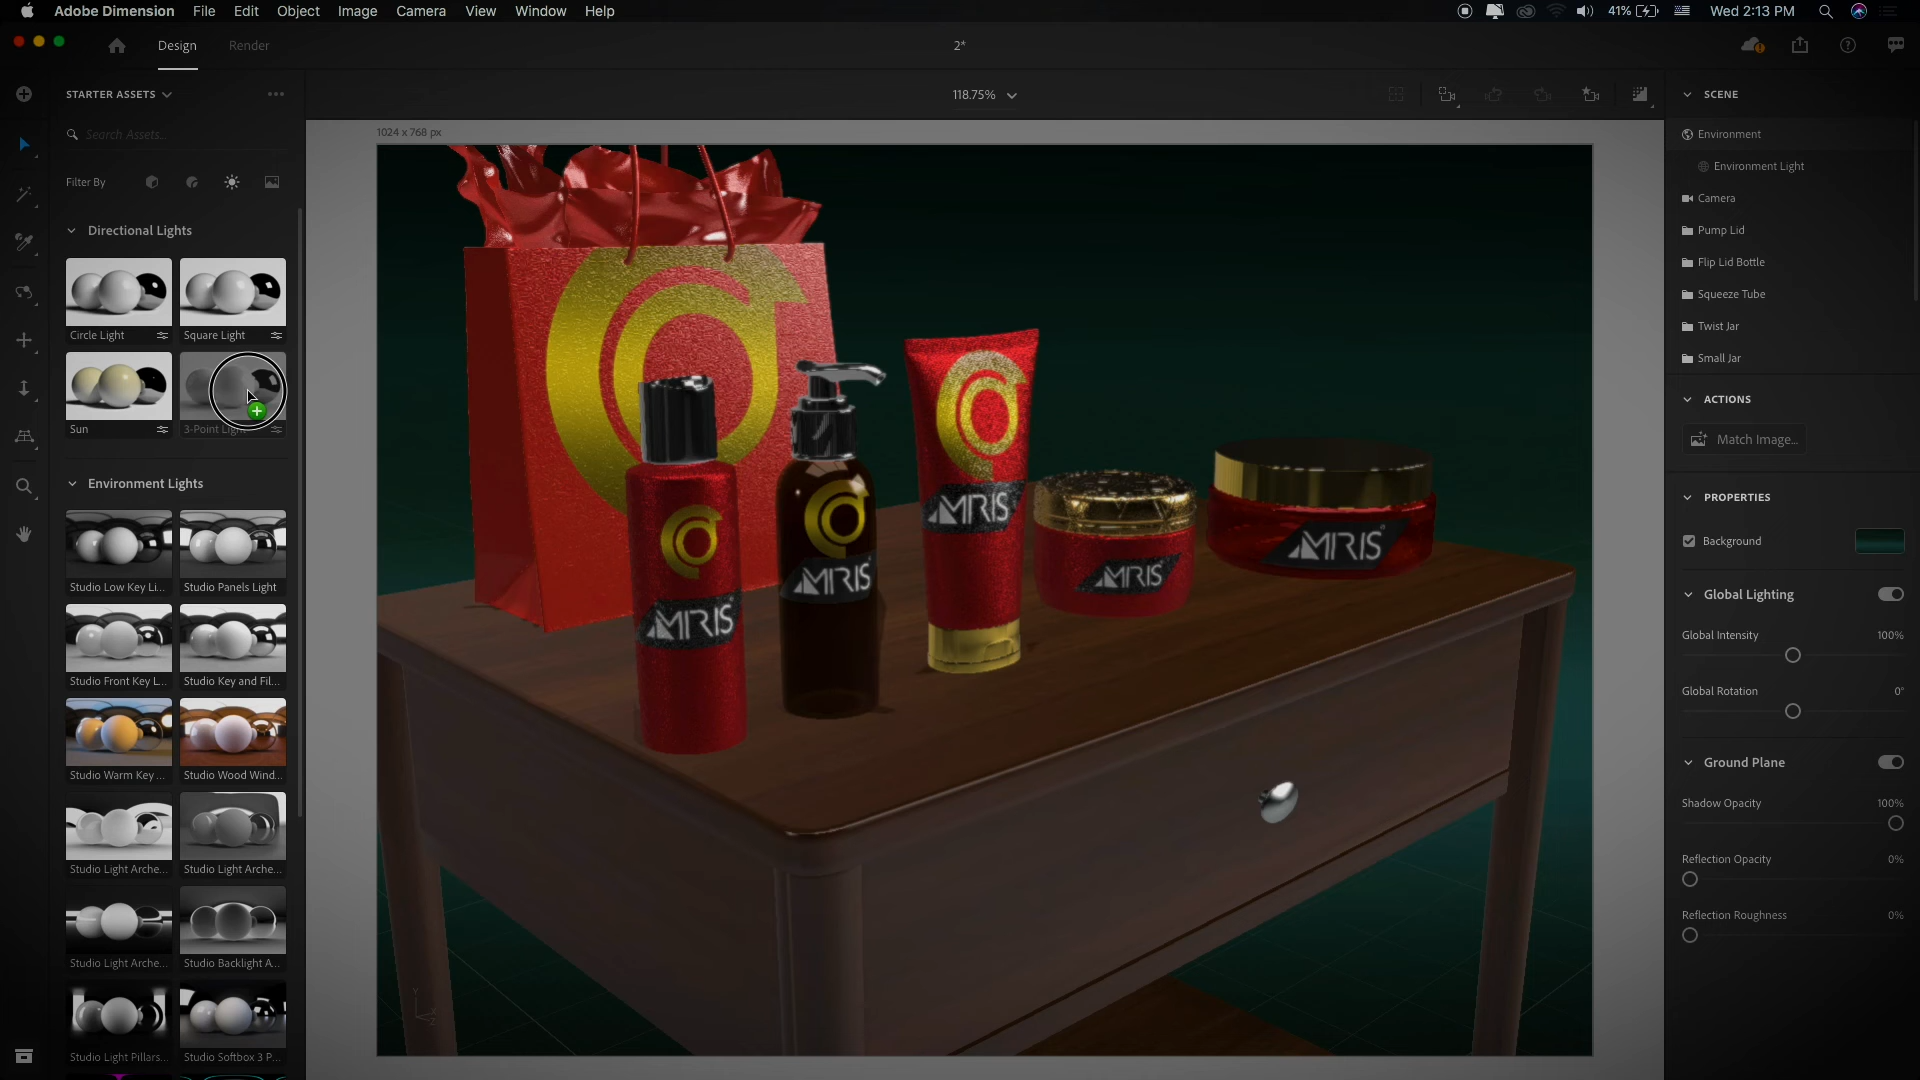 Adobe Dimension File Edit Object Image Camera View Window Help
41% Wed 2:13 PM
Design Render
2*
STARTER ASSETS
118.75%
Search Assets...
Filter By
1024 x 768 px
Directional Lights
Circle Light
Square Light
Sun
3-Point Light
Environment Lights
Studio Low Key Li...
Studio Panels Light
Studio Front Key L...
Studio Key and Fil...
Studio Warm Key ...
Studio Wood Wind...
Studio Light Arche...
Studio Light Arche...
Studio Light Arche...
Studio Backlight A...
Studio Light Pillars...
Studio Softbox 3 P...
MRIS
MRIS
MRIS
MRIS
MRIS
SCENE
Environment
Environment Light
Camera
Pump Lid
Flip Lid Bottle
Squeeze Tube
Twist Jar
Small Jar
ACTIONS
Match Image...
PROPERTIES
Background
Global Lighting
Global Intensity 100%
Global Rotation 0°
Ground Plane
Shadow Opacity 100%
Reflection Opacity 0%
Reflection Roughness 0%